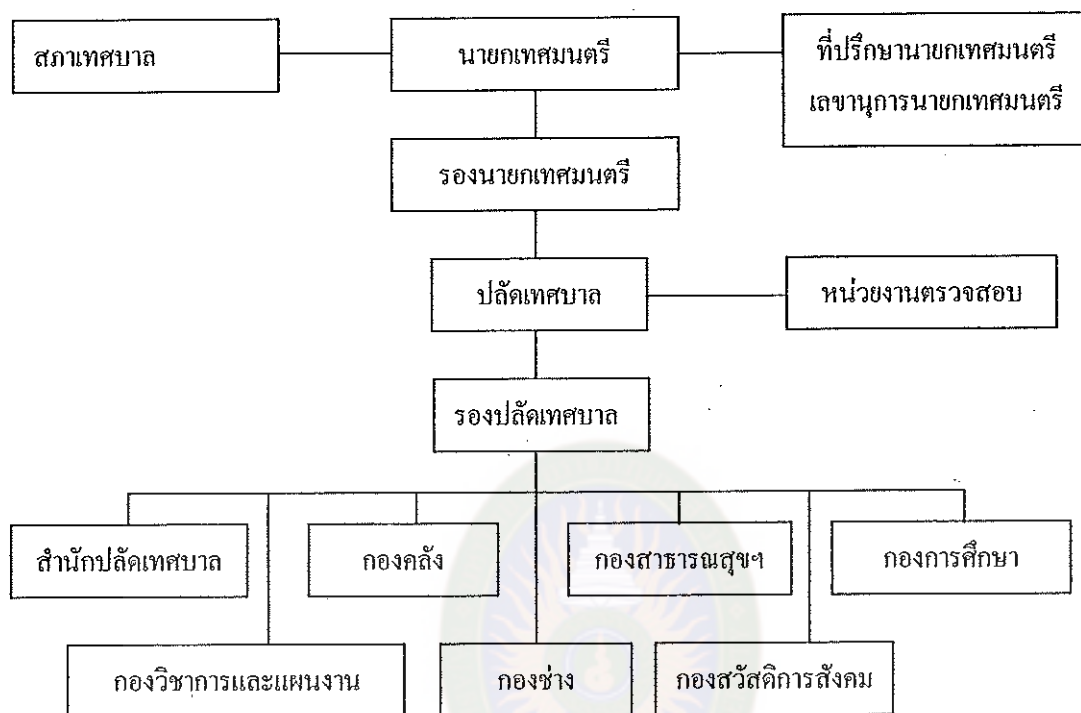 สภาเทศบาล
นายกเทศมนตรี
ที่ปรึกษานายกเทศมนตรี
เลขานุการนายกเทศมนตรี
รองนายกเทศมนตรี
ปลัดเทศบาล
หน่วยงานตรวจสอบ
รองปลัดเทศบาล
สำนักปลัดเทศบาล
กองคลัง
กองสาธารณสุขฯ
กองการศึกษา
กองวิชาการและแผนงาน
กองช่าง
กองสวัสดิการสังคม